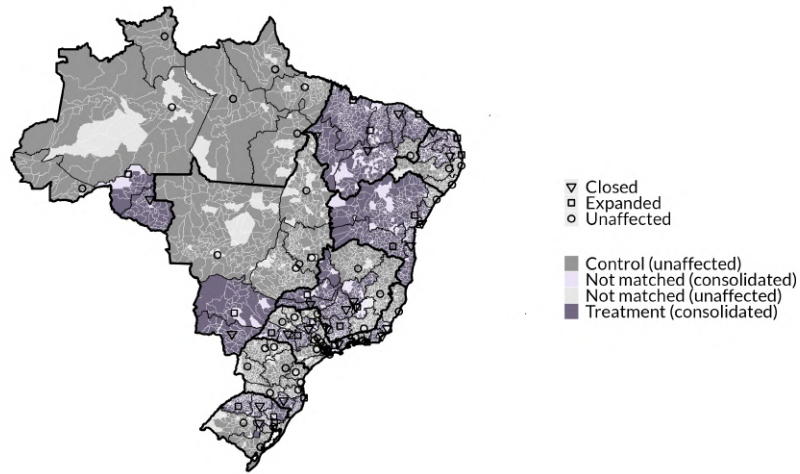 Closed
Expanded
Unaffected
Control (unaffected)
Not matched (consolidated)
Not matched (unaffected)
Treatment (consolidated)